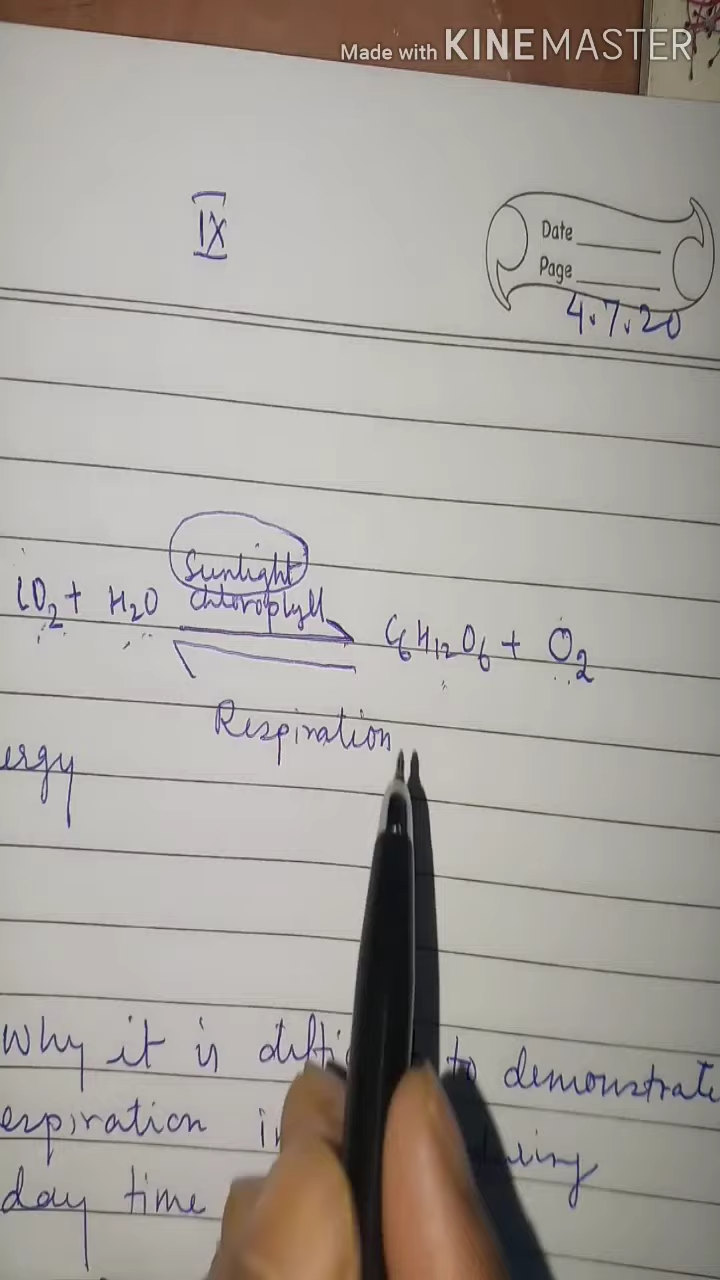 Made with KINEMASTER
IX
Date
Page
4.7.20
Sunlight
CO2 + H2O chlorophyll C6H12O6 + O2
Respiration
ergy
Why it is to demonstrate
espiration
day time